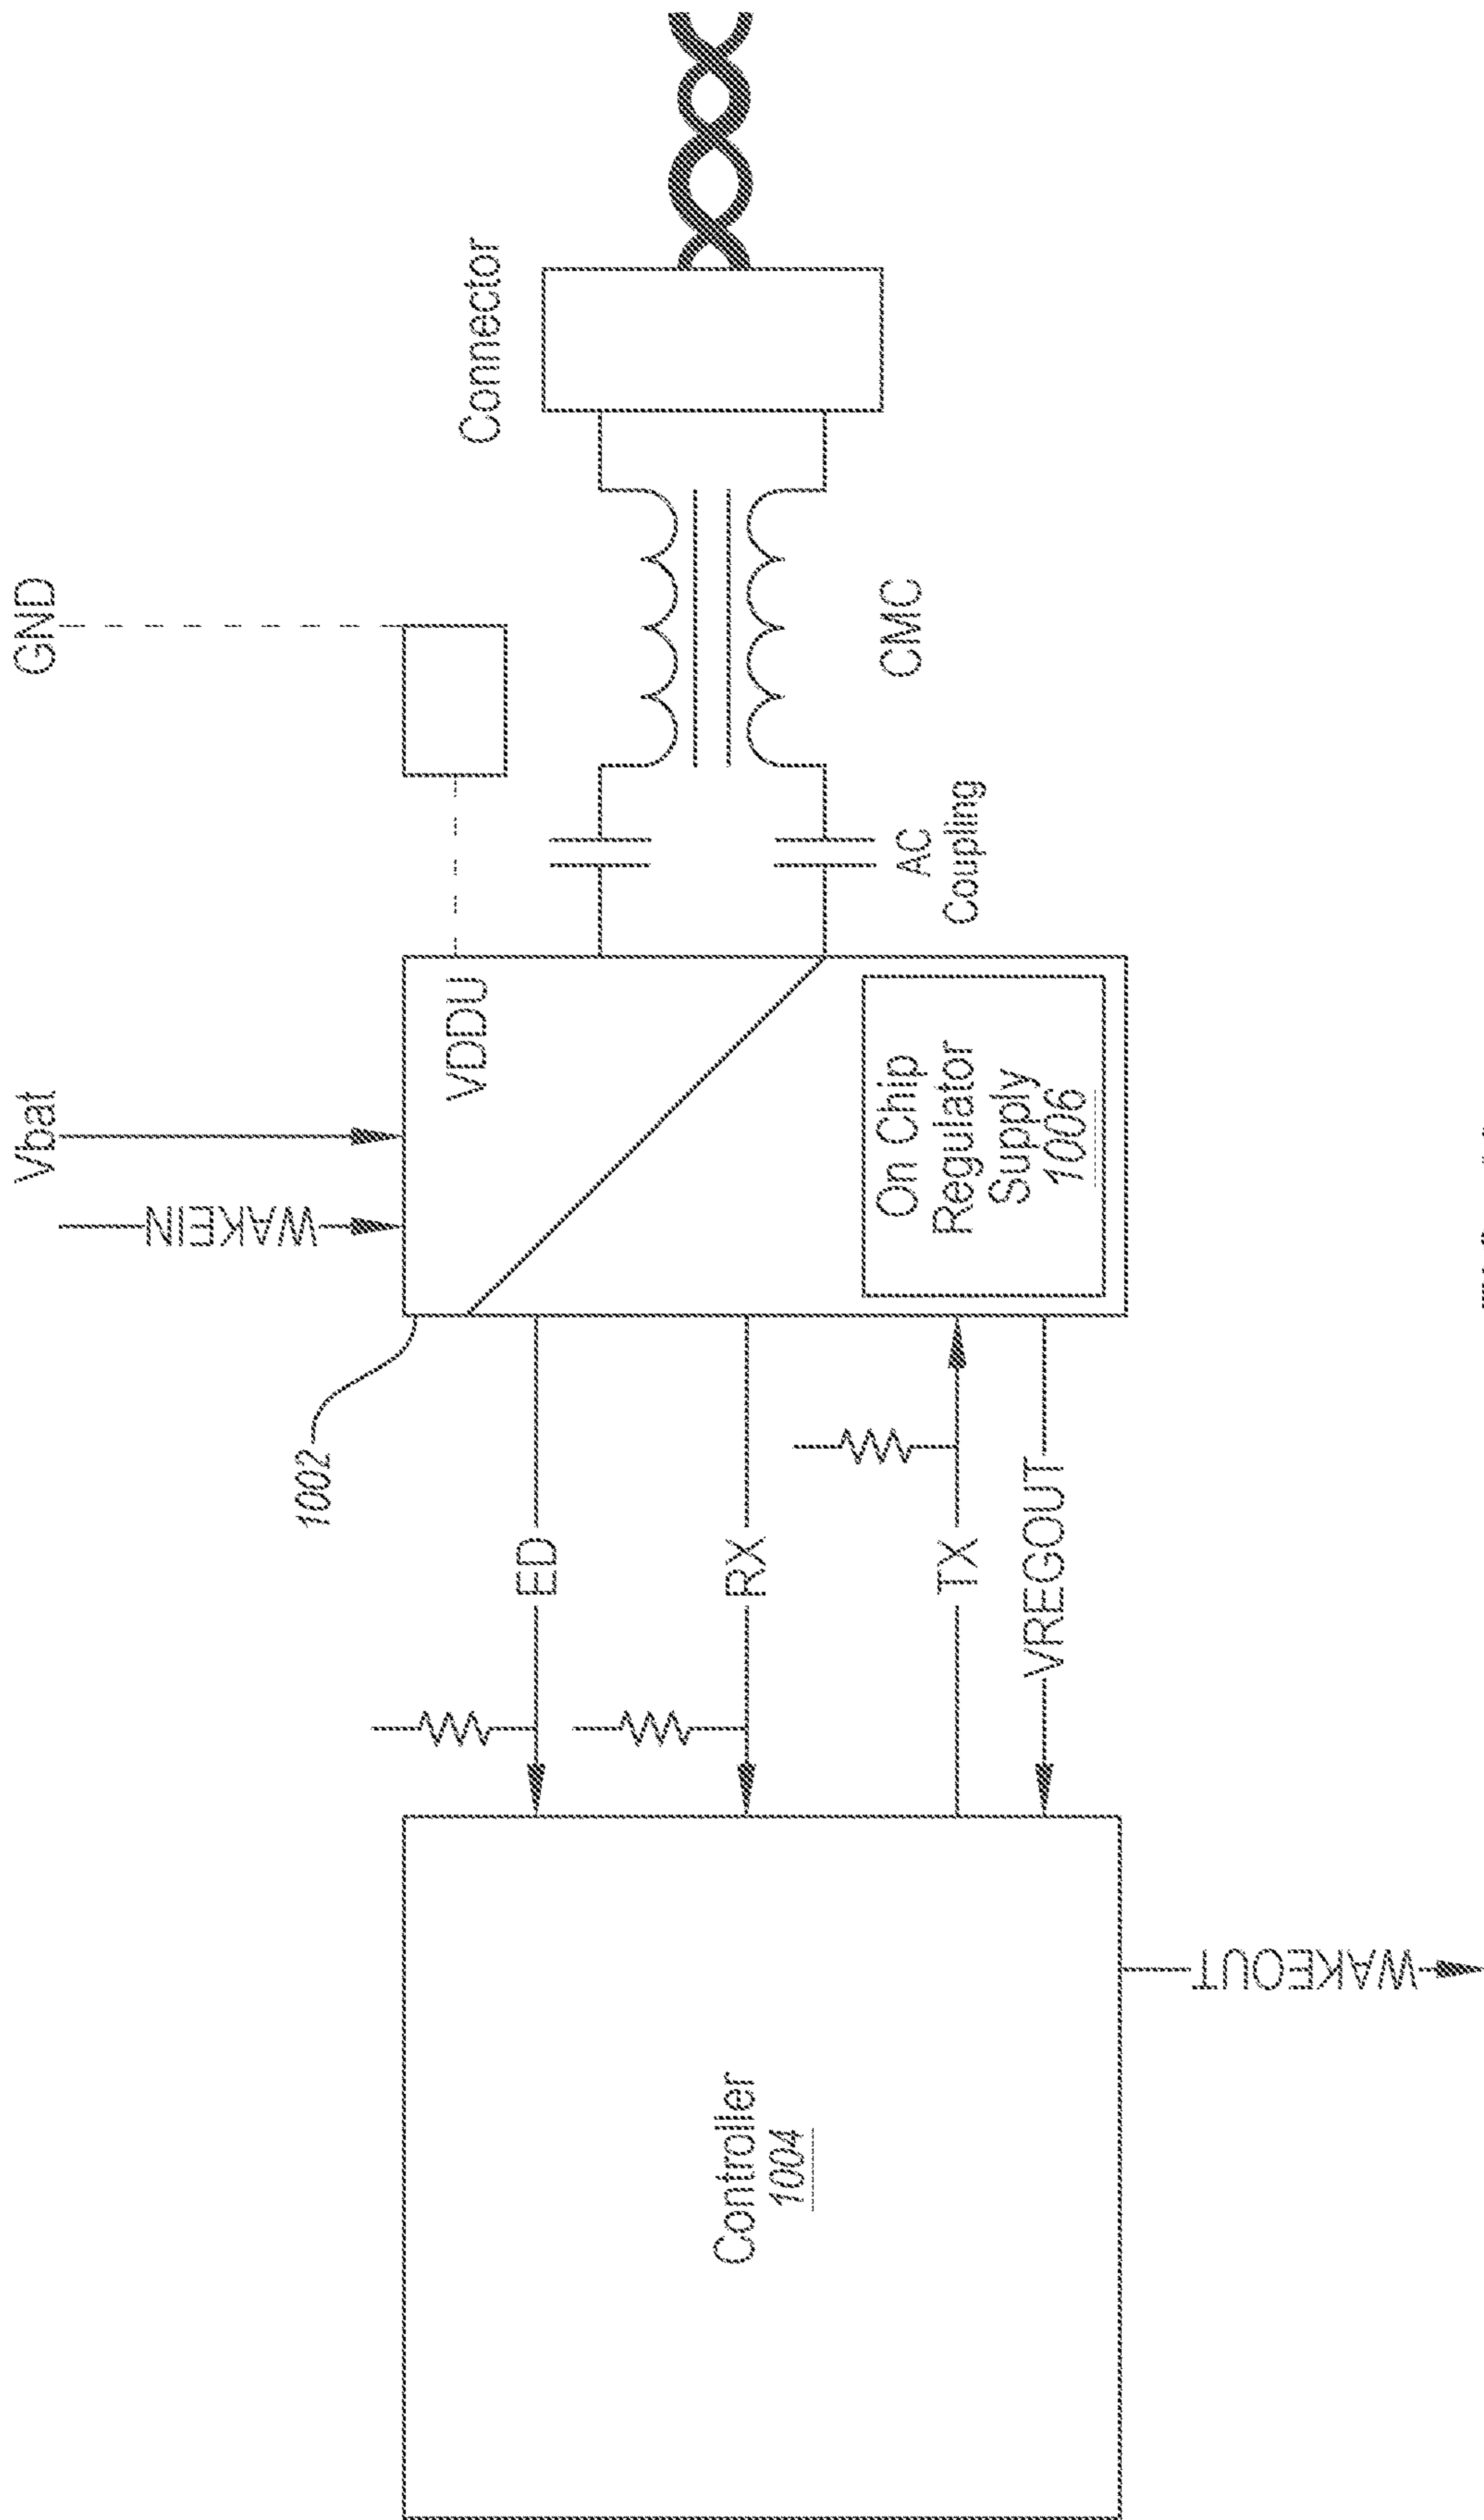 Controller
1004
WAKEOUT
ED
RX
TX
VREGOUT
1002
WAKEIN
Vbat
VDDU
On Chip
Regulator
Supply
1006
GND
AC
Coupling
CMC
Connector